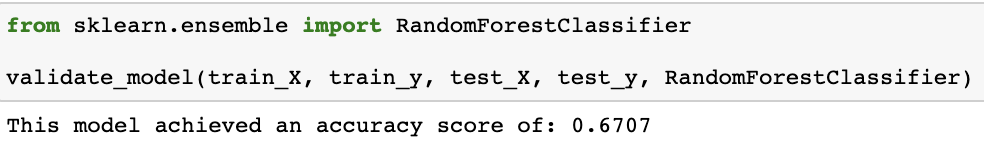 from sklearn.ensemble import RandomForestClassifier
validate_model(train_X, train_y, test_X, test_y, RandomForestClassifier)
This model achieved an accuracy score of: 0.6707